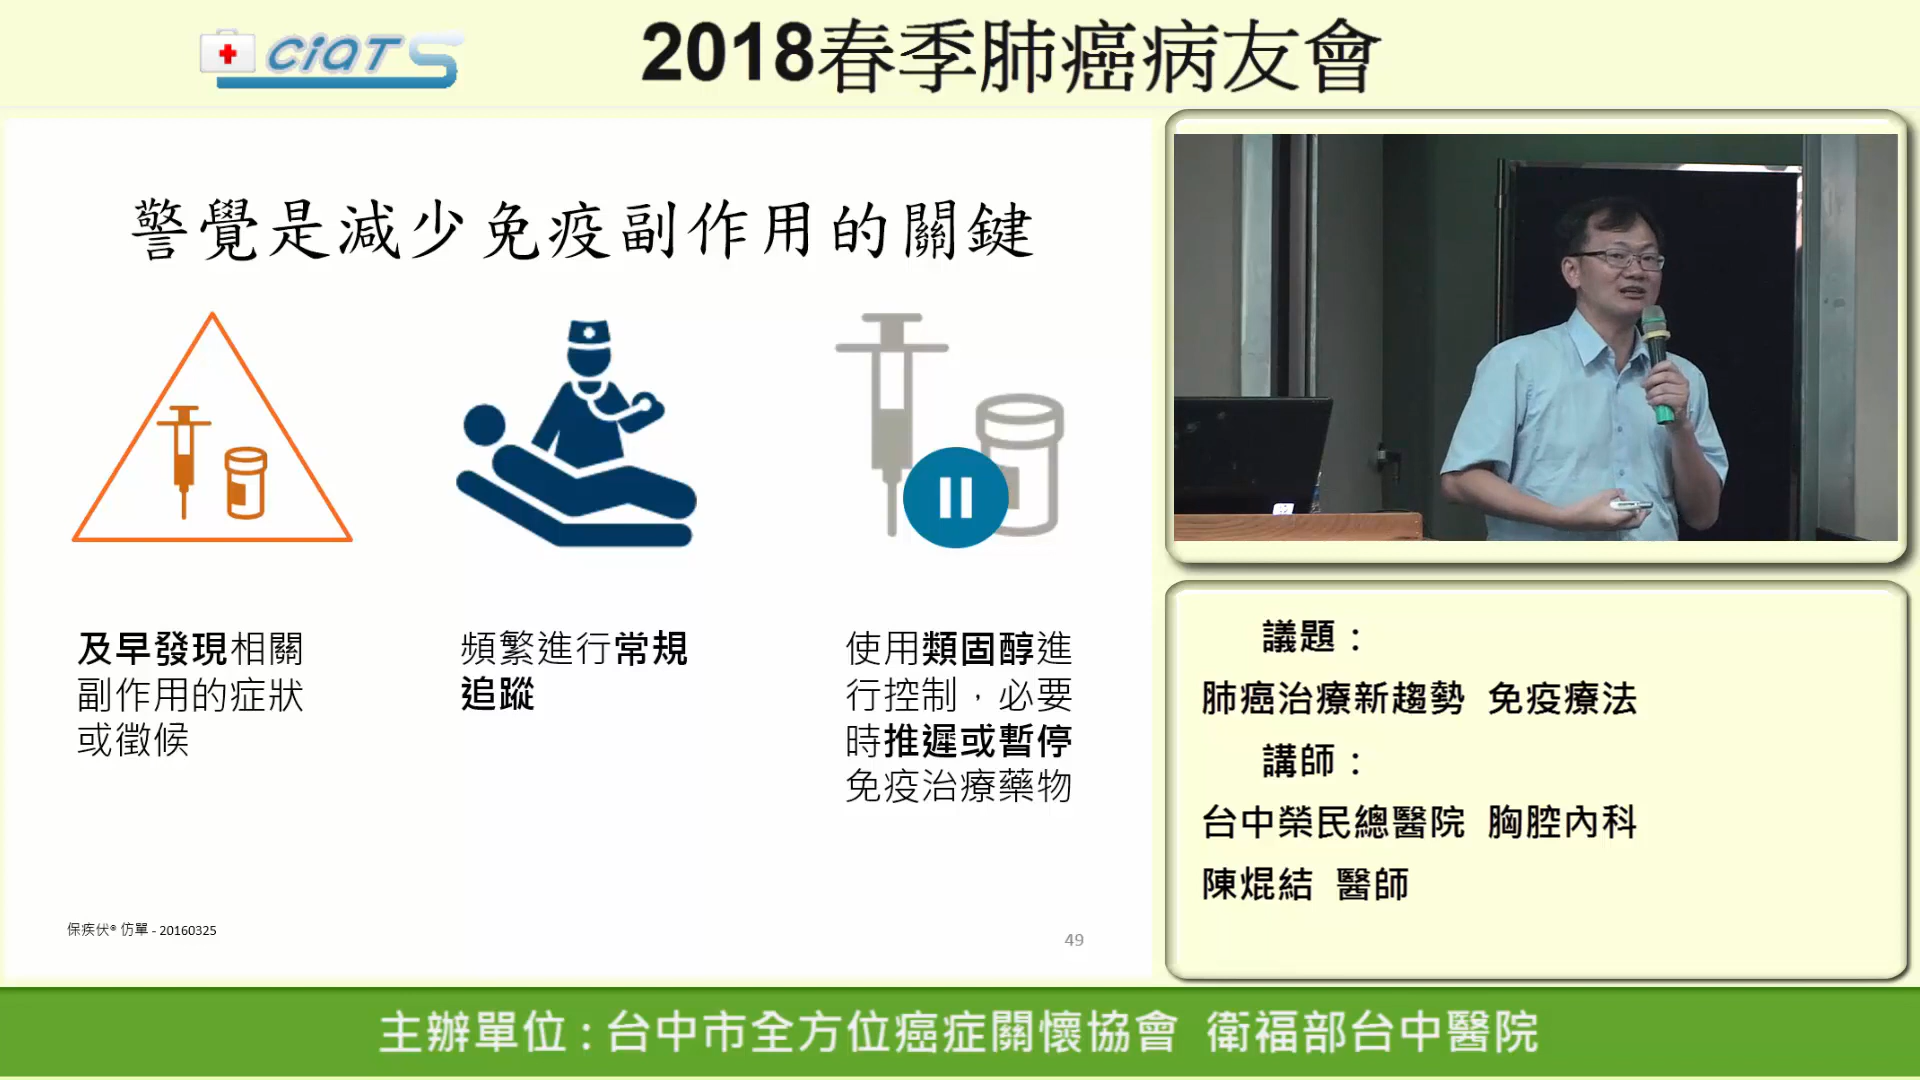 CiaTS
2018春季肺癌病友會
警覺是減少免疫副作用的關鍵
及早發現相關
副作用的症狀
或徵候
頻繁進行常規
追蹤
使用類固醇進
行控制，必要
時推遲或暫停
免疫治療藥物
保疾伏® 仿單 - 20160325
49
議題：
肺癌治療新趨勢 免疫療法
講師：
台中榮民總醫院 胸腔內科
陳焜結 醫師
主辦單位 : 台中市全方位癌症關懷協會 衛福部台中醫院